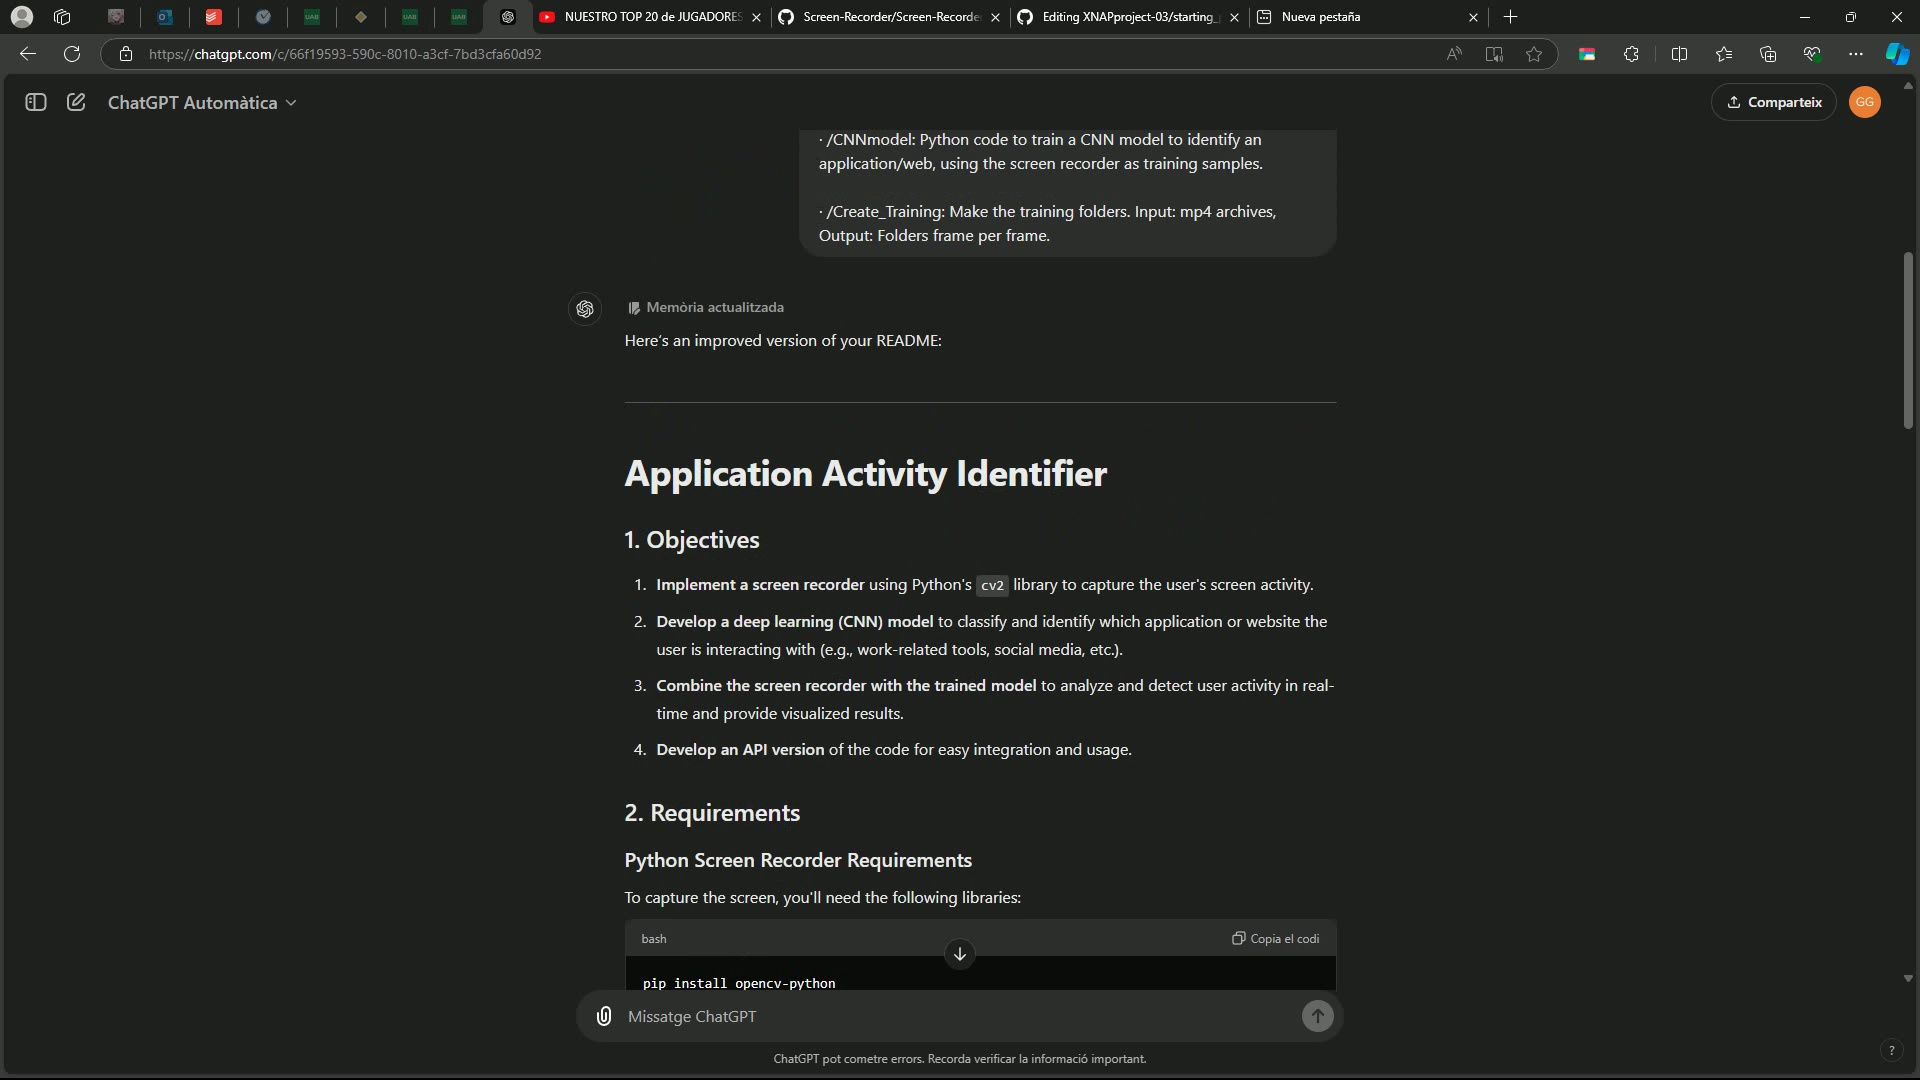 NUESTRO TOP 20 de JUGADORES
Screen-Recorder/Screen-Recorde
Editing XNAPproject-03/starting_
Nueva pestaña
https://chatgpt.com/c/66f19593-590c-8010-a3cf-7bd3cfa60d92
ChatGPT Automàtica
Comparteix
GG
· /CNNmodel: Python code to train a CNN model to identify an
application/web, using the screen recorder as training samples.
· /Create_Training: Make the training folders. Input: mp4 archives,
Output: Folders frame per frame.
Memòria actualitzada
Here's an improved version of your README:
Application Activity Identifier
1. Objectives
1. Implement a screen recorder using Python's cv2 library to capture the user's screen activity.
2. Develop a deep learning (CNN) model to classify and identify which application or website the
user is interacting with (e.g., work-related tools, social media, etc.).
3. Combine the screen recorder with the trained model to analyze and detect user activity in real-
time and provide visualized results.
4. Develop an API version of the code for easy integration and usage.
2. Requirements
Python Screen Recorder Requirements
To capture the screen, you'll need the following libraries:
bash
Copia el codi
pip install opencv-python
Missatge ChatGPT
ChatGPT pot cometre errors. Recorda verificar la informació important.
?